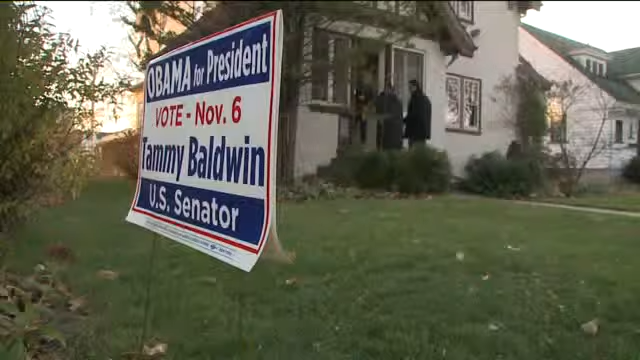 OBAMA for President
VOTE - Nov. 6
Tammy Baldwin
U.S. Senator